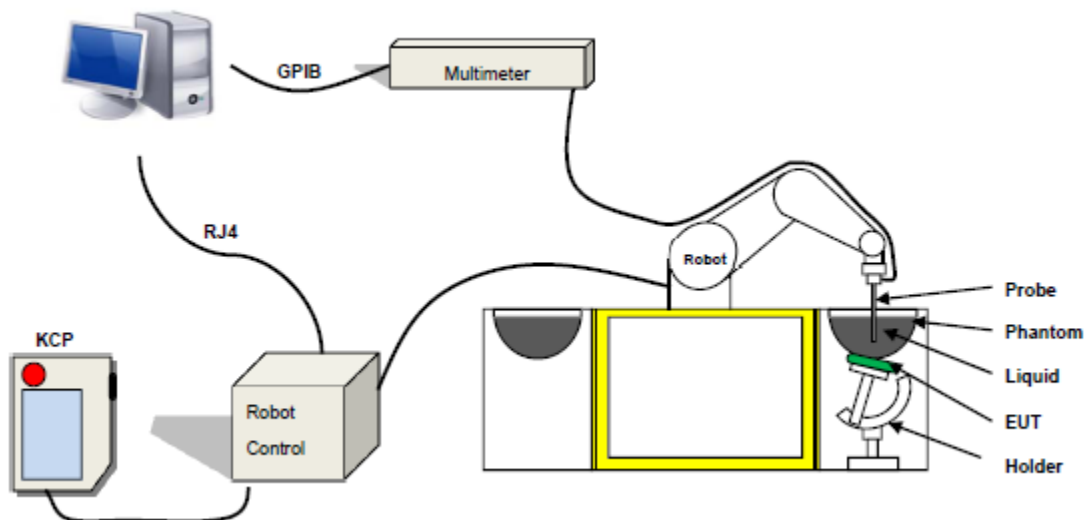 GPIB
Multimeter
RJ4
Robot
KCP
Robot
Control
Probe
Phantom
Liquid
EUT
Holder